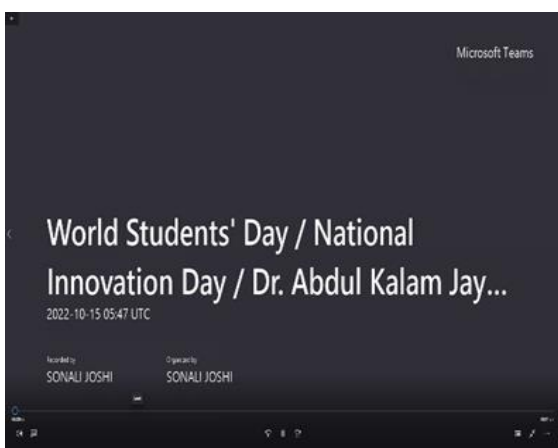 Microsoft Teams
World Students' Day / National
Innovation Day / Dr. Abdul Kalam Jay...
2022-10-15 05:47 UTC
Recorded by
Organized by
SONALI JOSHI
SONALI JOSHI